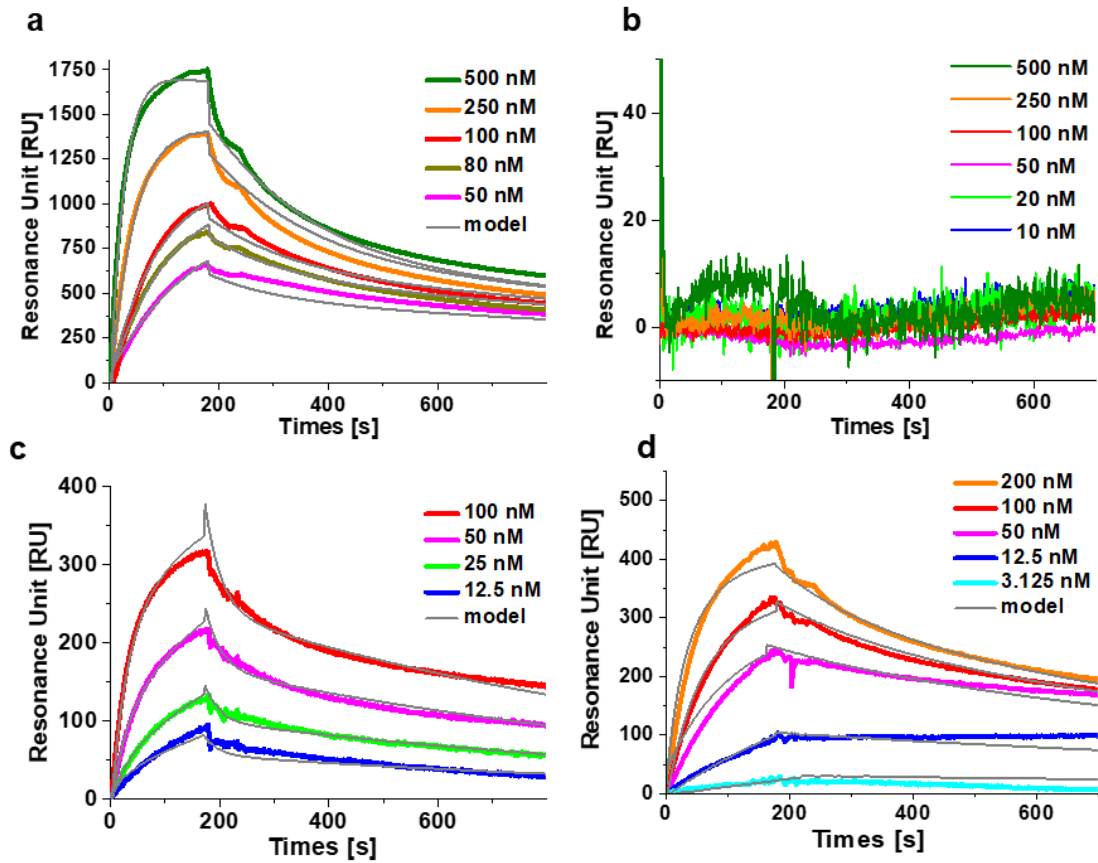 a
Resonance Unit [RU]
1750
1500
1250
1000
750
500
250
0
0
200
400
600
Times [s]
500 nM
250 nM
100 nM
80 nM
50 nM
model
b
Resonance Unit [RU]
40
20
0
0
200
400
600
Times [s]
500 nM
250 nM
100 nM
50 nM
20 nM
10 nM
c
Resonance Unit [RU]
400
300
200
100
0
0
200
400
600
Times [s]
100 nM
50 nM
25 nM
12.5 nM
model
d
Resonance Unit [RU]
500
400
300
200
100
0
0
200
400
600
Times [s]
200 nM
100 nM
50 nM
12.5 nM
3.125 nM
model